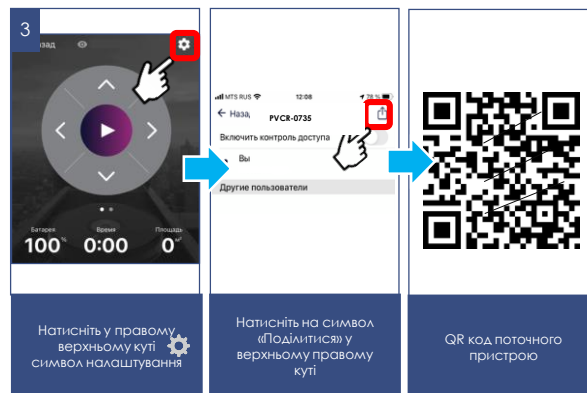 3
зад
Батарея
Время
Площадь
100%
0:00
0 м²
Натисніть у правому
верхньому куті
символ налаштування
MTS RUS
12:08
78 %
Назад
PVCR-0735
Включить контроль доступа
Вы
Другие пользователи
Натисніть на символ
«Поділитися» у
верхньому правому
куті
QR код поточного
пристрою